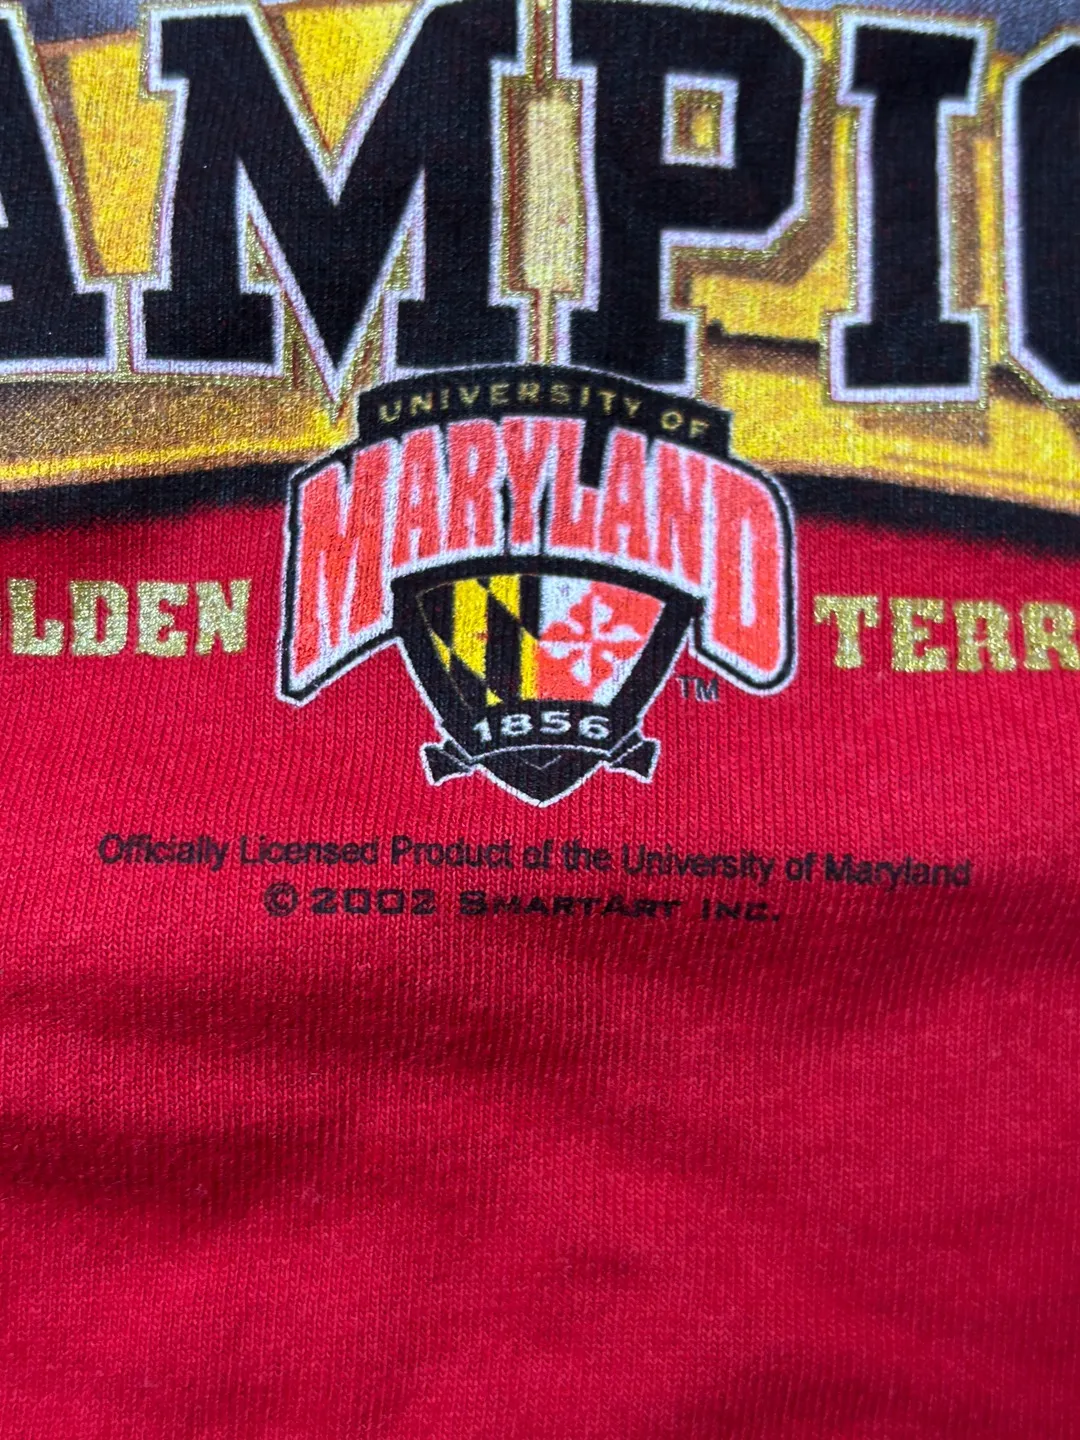 AMPIO
UNIVERSITY OF
MARYLAND
LDEN
TERR
TM
1856
Officially Licensed Product of the University of Maryland
© 2002 SMARTART INC.